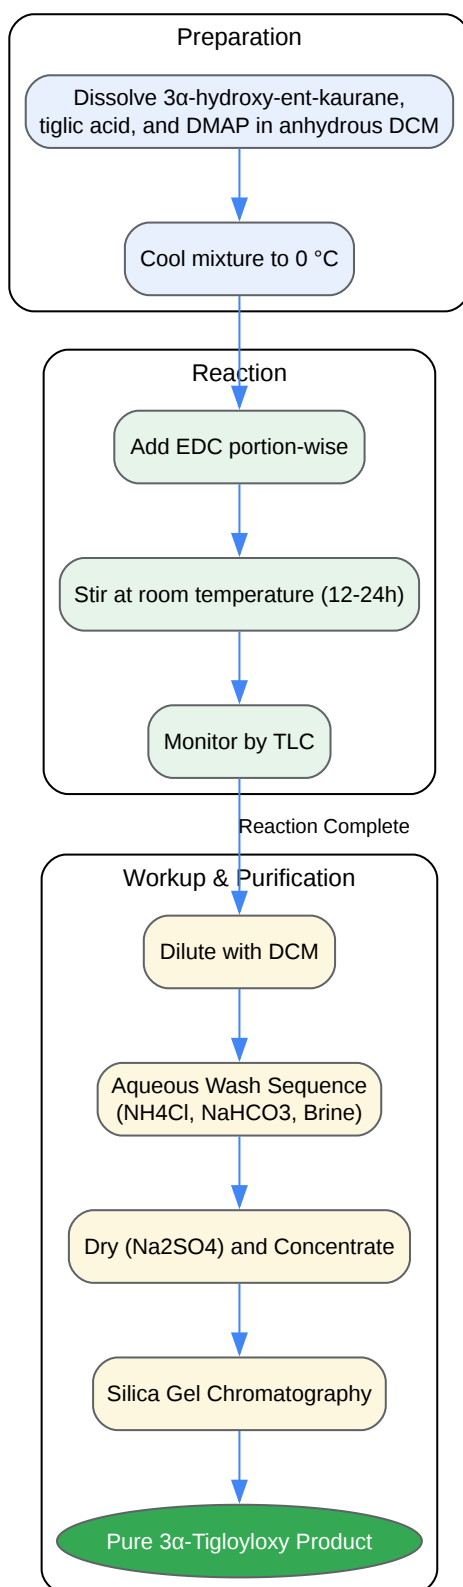 Preparation
Dissolve 3α-hydroxy-ent-kaurane,
tiglic acid, and DMAP in anhydrous DCM
Cool mixture to 0 °C
Reaction
Add EDC portion-wise
Stir at room temperature (12-24h)
Monitor by TLC
Reaction Complete
Workup & Purification
Dilute with DCM
Aqueous Wash Sequence
(NH4Cl, NaHCO3, Brine)
Dry (Na2SO4) and Concentrate
Silica Gel Chromatography
Pure 3α-Tigloyloxy Product